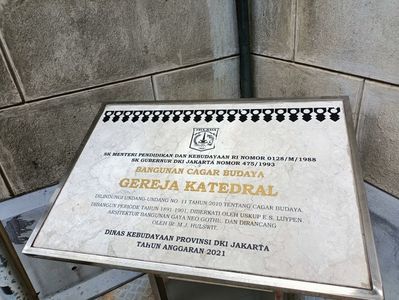 JAYA RAYA
SK MENTERI PENDIDIKAN DAN KEBUDAYAAN RI NOMOR 0128/M/1988
SK GUBERNUR DKI JAKARTA NOMOR 475/1993
BANGUNAN CAGAR BUDAYA
GEREJA KATEDRAL
DILINDUNGI UNDANG-UNDANG NO. 11 TAHUN 2010 TENTANG CAGAR BUDAYA.
DIBANGUN PERIODE TAHUN 1891-1901, DIBERKATI OLEH USKUP E.S. LUYPEN
ARSITEKTUR BANGUNAN GAYA NEO GOTHIC, DAN DIRANCANG
OLEH IR. M.J. HULSWIT.
DINAS KEBUDAYAAN PROVINSI DKI JAKARTA
TAHUN ANGGARAN 2021